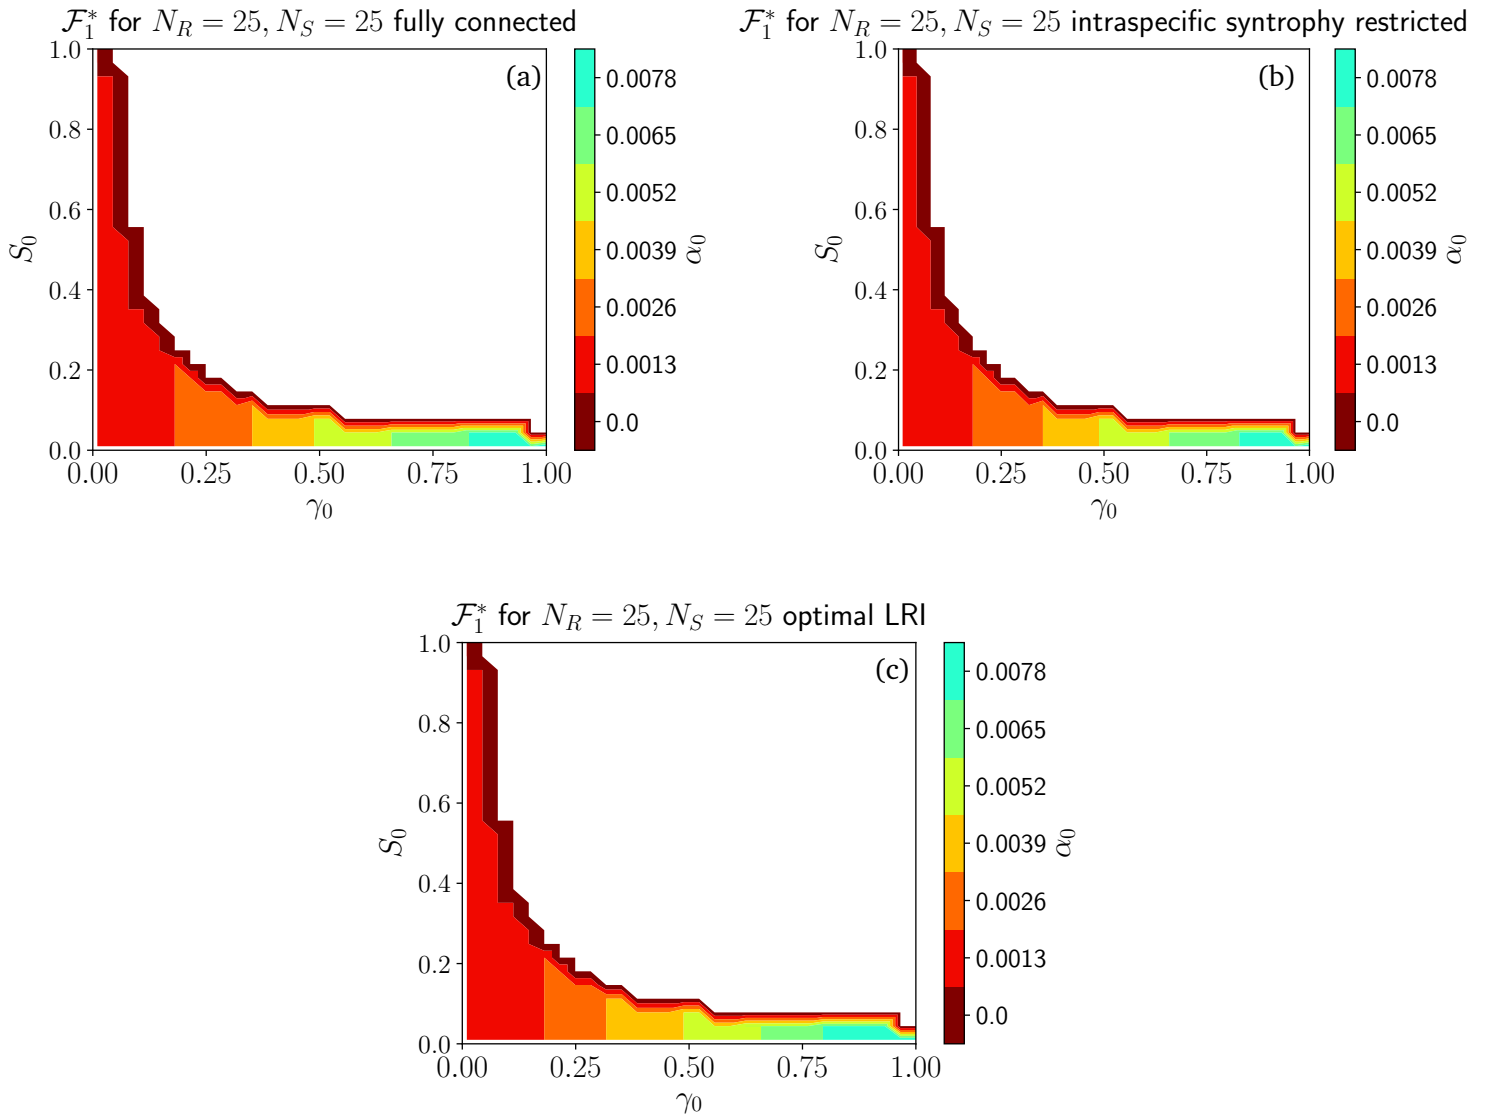 𝓕₁* for N_R = 25, N_S = 25 fully connected
(a)
1.0
0.8
0.6
0.4
0.2
0.0
S₀
0.00 0.25 0.50 0.75 1.00
γ₀
0.0078
0.0065
0.0052
0.0039
0.0026
0.0013
0.0
α₀
𝓕₁* for N_R = 25, N_S = 25 intraspecific syntrophy restricted
(b)
1.0
0.8
0.6
0.4
0.2
0.0
S₀
0.00 0.25 0.50 0.75 1.00
γ₀
0.0078
0.0065
0.0052
0.0039
0.0026
0.0013
0.0
α₀
𝓕₁* for N_R = 25, N_S = 25 optimal LRI
(c)
1.0
0.8
0.6
0.4
0.2
0.0
S₀
0.00 0.25 0.50 0.75 1.00
γ₀
0.0078
0.0065
0.0052
0.0039
0.0026
0.0013
0.0
α₀